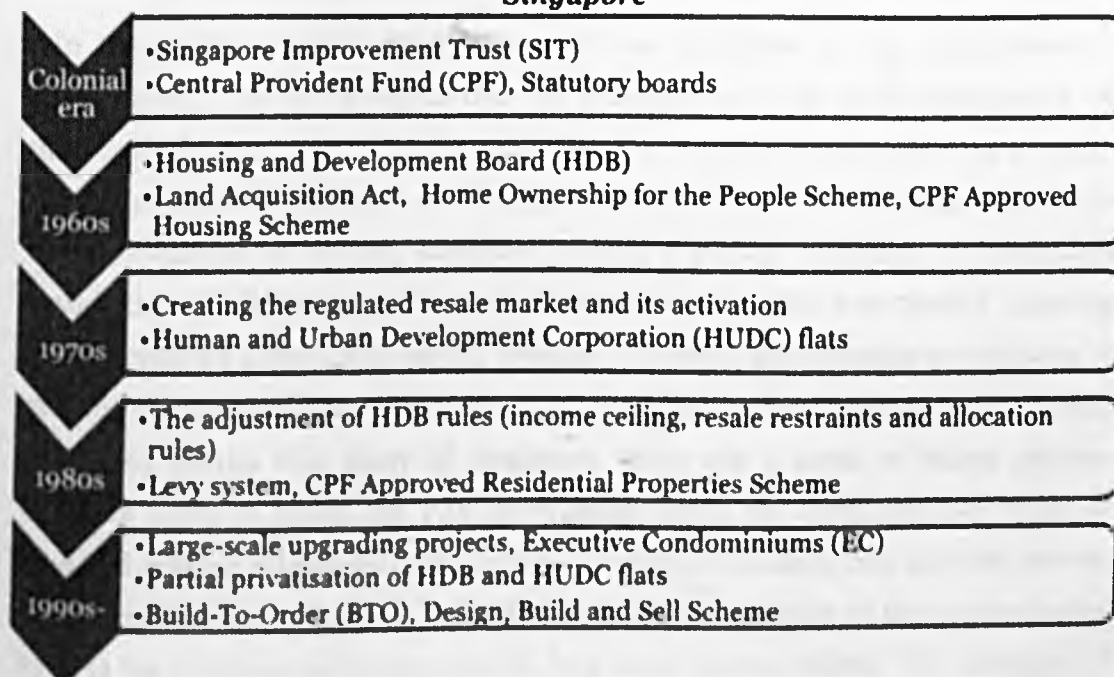 Singapore
Colonial
era
•Singapore Improvement Trust (SIT)
•Central Provident Fund (CPF), Statutory boards
1960s
•Housing and Development Board (HDB)
•Land Acquisition Act, Home Ownership for the People Scheme, CPF Approved
Housing Scheme
1970s
•Creating the regulated resale market and its activation
•Human and Urban Development Corporation (HUDC) flats
1980s
•The adjustment of HDB rules (income ceiling, resale restraints and allocation
rules)
•Levy system, CPF Approved Residential Properties Scheme
1990s-
•Large-scale upgrading projects, Executive Condominiums (EC)
•Partial privatisation of HDB and HUDC flats
•Build-To-Order (BTO), Design, Build and Sell Scheme